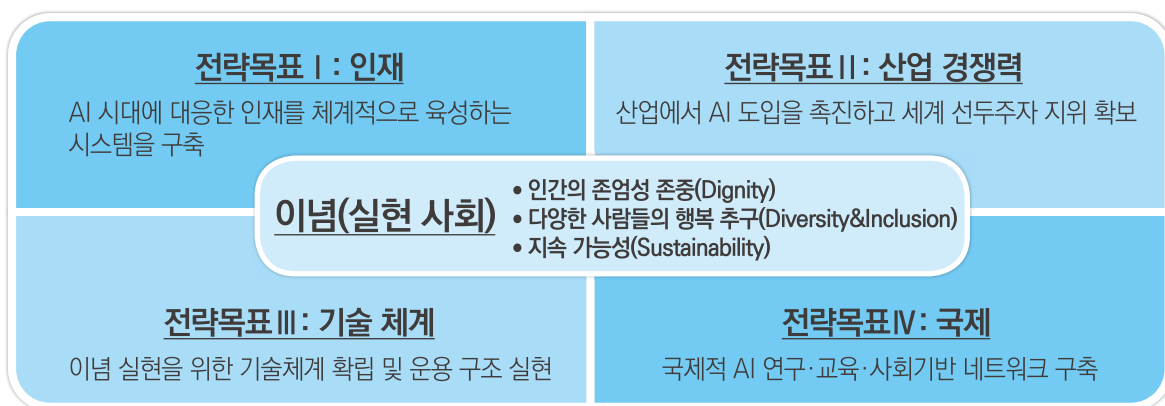 전략목표Ⅰ: 인재
AI 시대에 대응한 인재를 체계적으로 육성하는
시스템을 구축
전략목표Ⅱ: 산업 경쟁력
산업에서 AI 도입을 촉진하고 세계 선두주자 지위 확보
이념(실현 사회)
• 인간의 존엄성 존중(Dignity)
• 다양한 사람들의 행복 추구(Diversity&Inclusion)
• 지속 가능성(Sustainability)
전략목표Ⅲ: 기술 체계
이념 실현을 위한 기술체계 확립 및 운용 구조 실현
전략목표Ⅳ: 국제
국제적 AI 연구·교육·사회기반 네트워크 구축